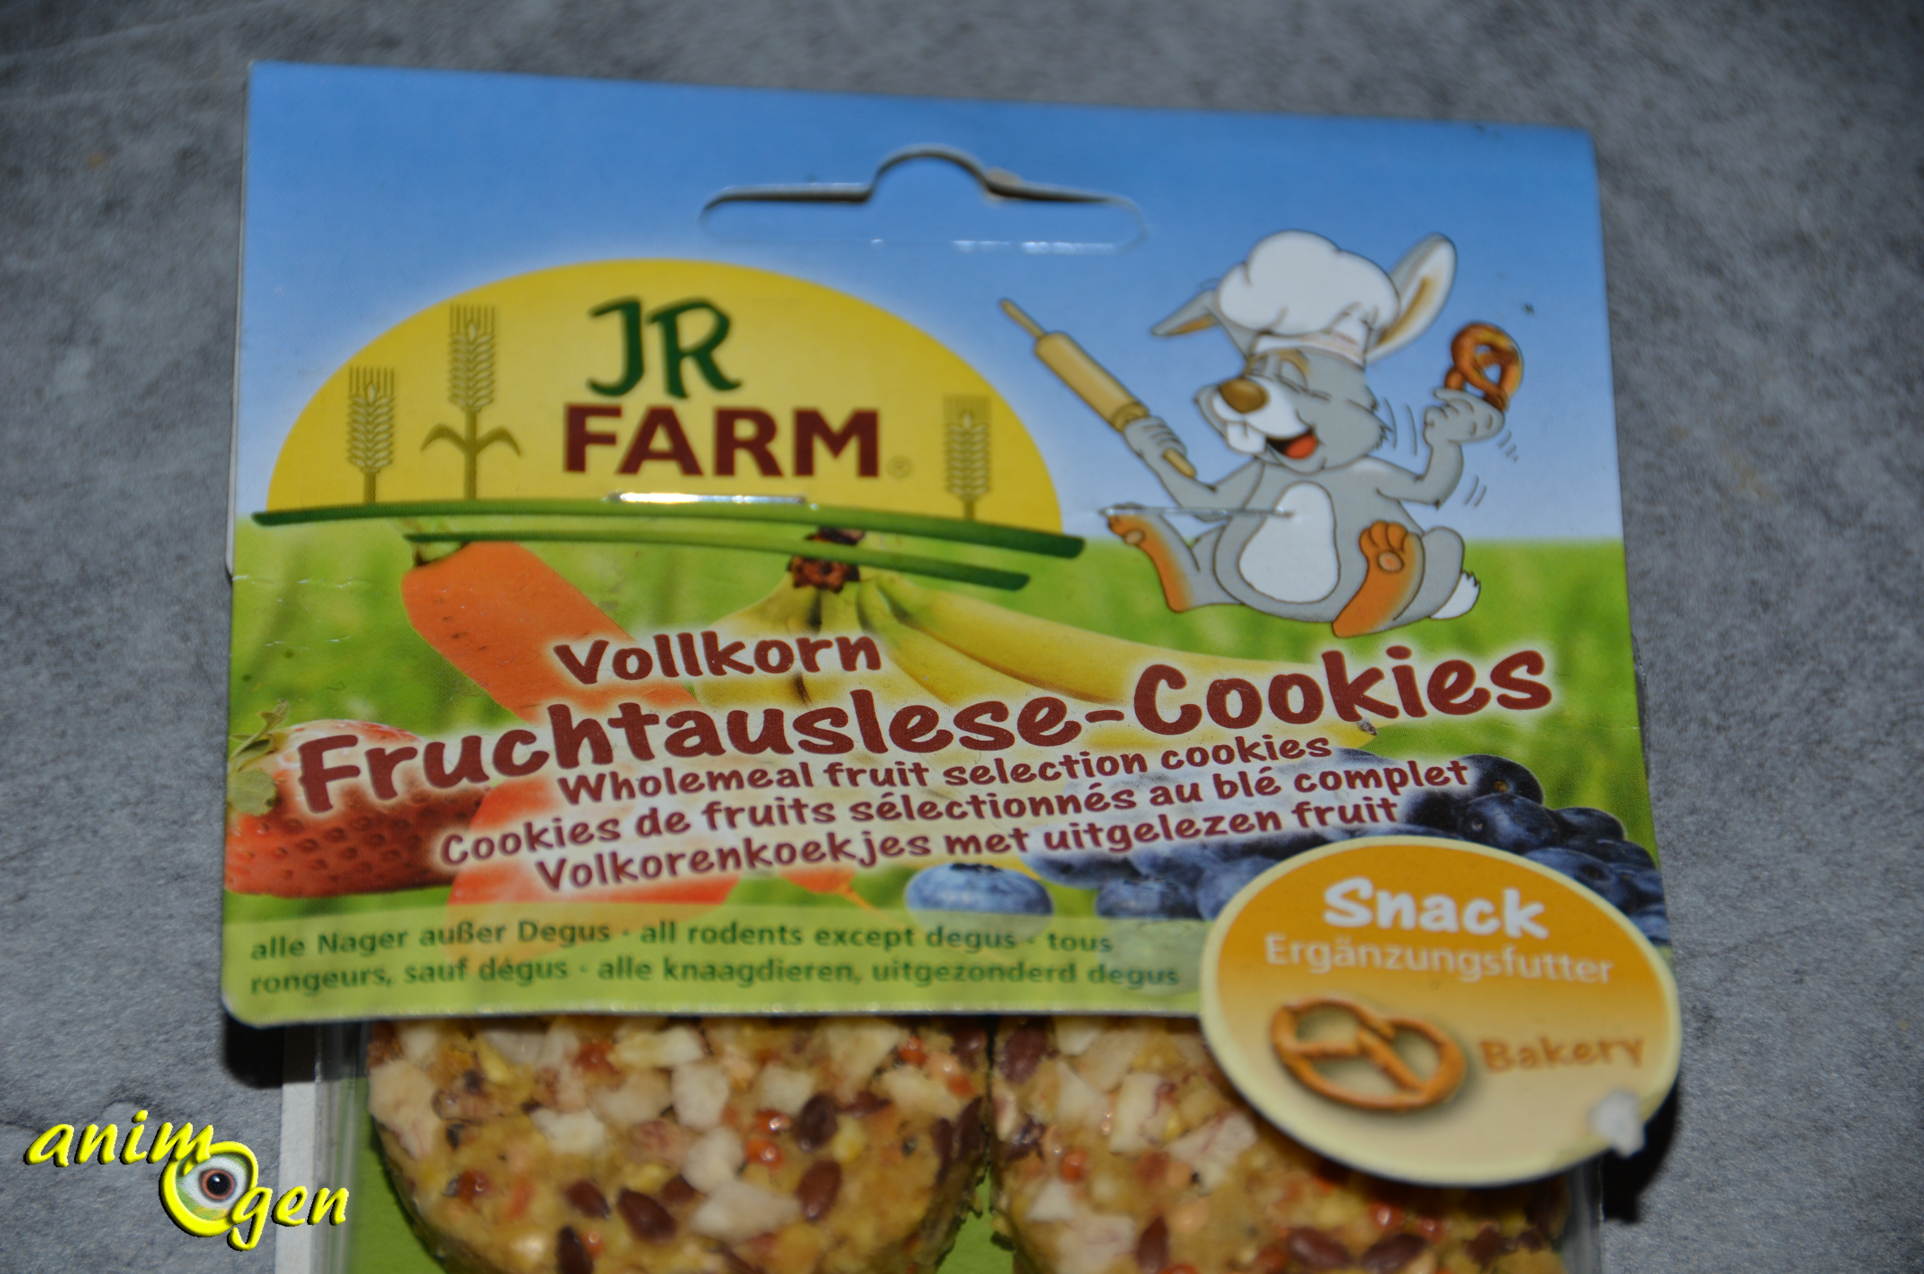 JR
FARM®
Vollkorn
Fruchtauslese-Cookies
Wholemeal fruit selection cookies
Cookies de fruits sélectionnés au blé complet
Volkorenkoekjes met uitgelezen fruit
alle Nager außer Degus · all rodents except degus · tous
rongeurs, sauf dégus · alle knaagdieren, uitgezonderd degus
Snack
Ergänzungsfutter
Bakery
animOgen